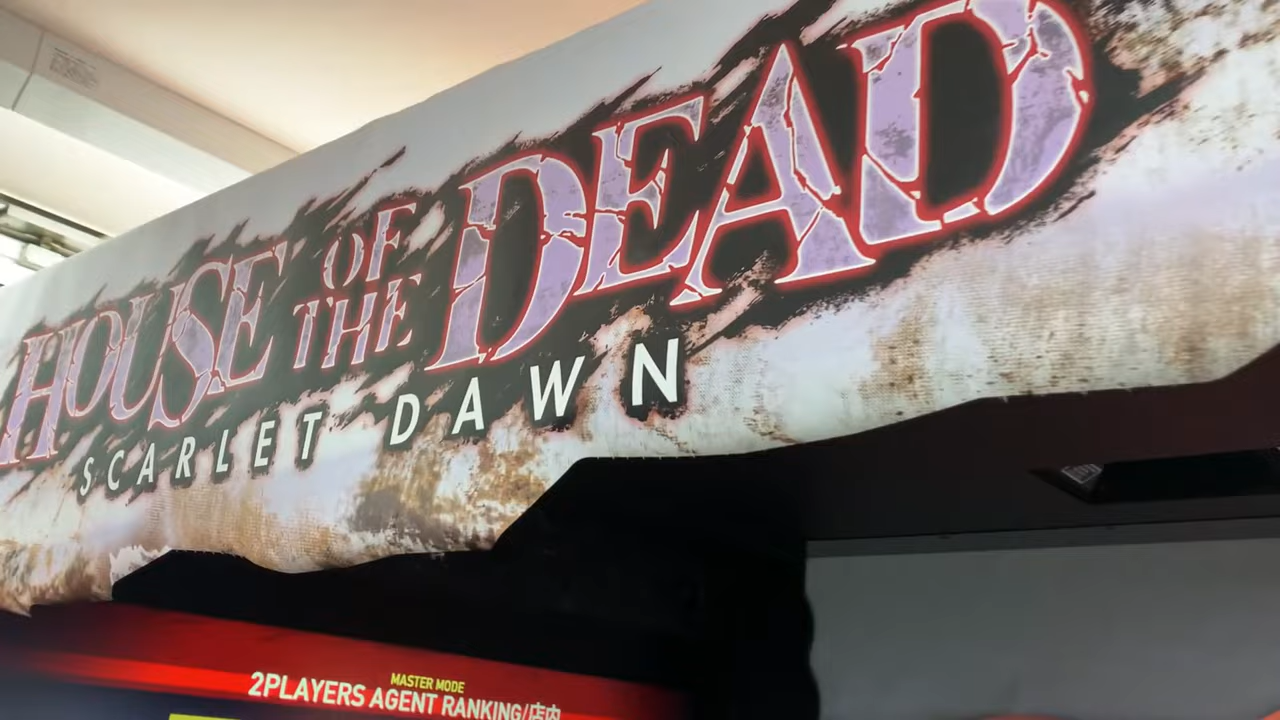 HOUSE OF THE DEAD
SCARLET DAWN
MASTER MODE
2PLAYERS AGENT RANKING/店内